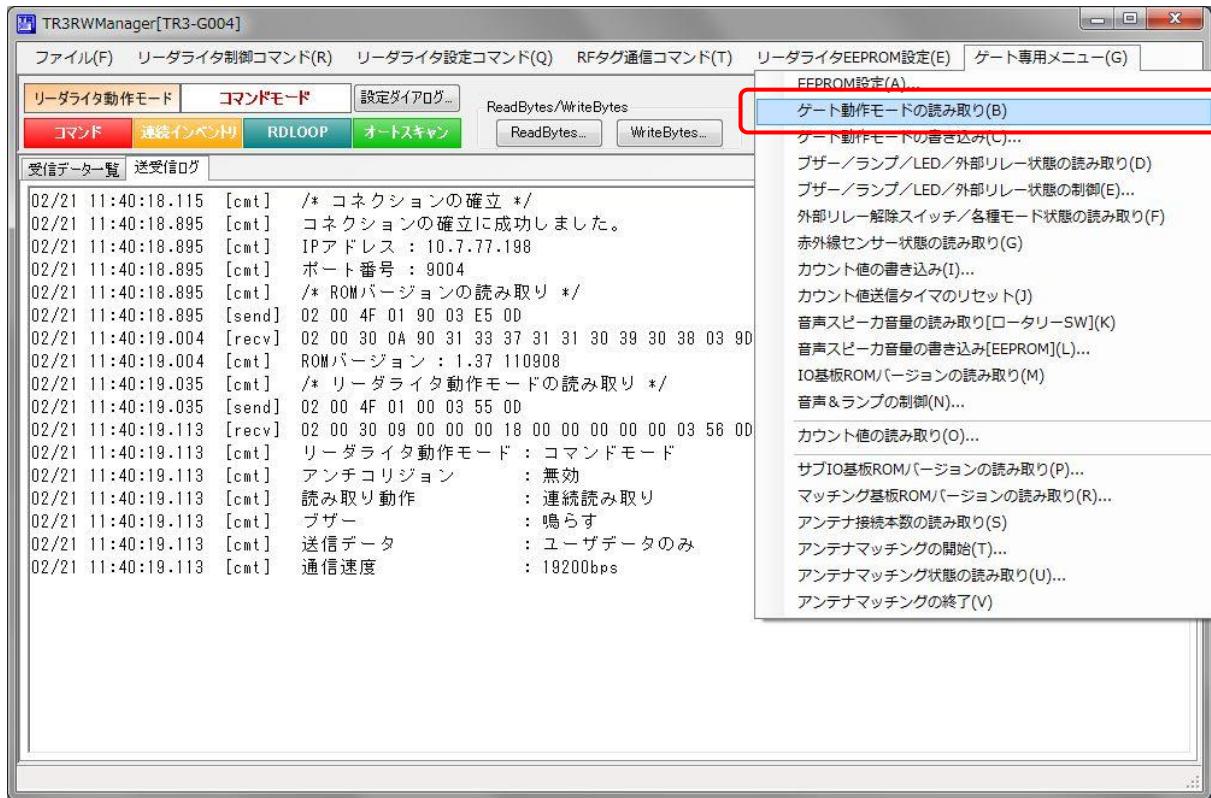 TR3RWManager[TR3-G004]
ファイル(F) リーダライタ制御コマンド(R) リーダライタ設定コマンド(Q) RFタグ通信コマンド(T) リーダライタEEPROM設定(E) ゲート専用メニュー(G)
リーダライタ動作モード コマンドモード 設定ダイアログ... ReadBytes/WriteBytes
コマンド 連続インベントリ RDLOOP オートスキャン ReadBytes... WriteBytes...
受信データ一覧 送受信ログ
02/21 11:40:18.115 [cmt] /* コネクションの確立 */
02/21 11:40:18.895 [cmt] コネクションの確立に成功しました。
02/21 11:40:18.895 [cmt] IPアドレス : 10.7.77.198
02/21 11:40:18.895 [cmt] ポート番号 : 9004
02/21 11:40:18.895 [cmt] /* ROMバージョンの読み取り */
02/21 11:40:18.895 [send] 02 00 4F 01 90 03 E5 0D
02/21 11:40:19.004 [recv] 02 00 30 0A 90 31 33 37 31 31 30 39 30 38 03 9D
02/21 11:40:19.004 [cmt] ROMバージョン : 1.37 110908
02/21 11:40:19.035 [cmt] /* リーダライタ動作モードの読み取り */
02/21 11:40:19.035 [send] 02 00 4F 01 00 03 55 0D
02/21 11:40:19.113 [recv] 02 00 30 09 00 00 00 18 00 00 00 00 00 03 56 0D
02/21 11:40:19.113 [cmt] リーダライタ動作モード : コマンドモード
02/21 11:40:19.113 [cmt] アンチコリジョン : 無効
02/21 11:40:19.113 [cmt] 読み取り動作 : 連続読み取り
02/21 11:40:19.113 [cmt] ブザー : 鳴らす
02/21 11:40:19.113 [cmt] 送信データ : ユーザデータのみ
02/21 11:40:19.113 [cmt] 通信速度 : 19200bps
EEPROM設定(A)...
ゲート動作モードの読み取り(B)
ゲート動作モードの書き込み(C)...
ブザー／ランプ／LED／外部リレー状態の読み取り(D)
ブザー／ランプ／LED／外部リレー状態の制御(E)...
外部リレー解除スイッチ／各種モード状態の読み取り(F)
赤外線センサー状態の読み取り(G)
カウント値の書き込み(I)...
カウント値送信タイマのリセット(J)
音声スピーカ音量の読み取り[ロータリーSW](K)
音声スピーカ音量の書き込み[EEPROM](L)...
IO基板ROMバージョンの読み取り(M)
音声＆ランプの制御(N)...
カウント値の読み取り(O)...
サブIO基板ROMバージョンの読み取り(P)...
マッチング基板ROMバージョンの読み取り(R)...
アンテナ接続本数の読み取り(S)
アンテナマッチングの開始(T)...
アンテナマッチング状態の読み取り(U)...
アンテナマッチングの終了(V)